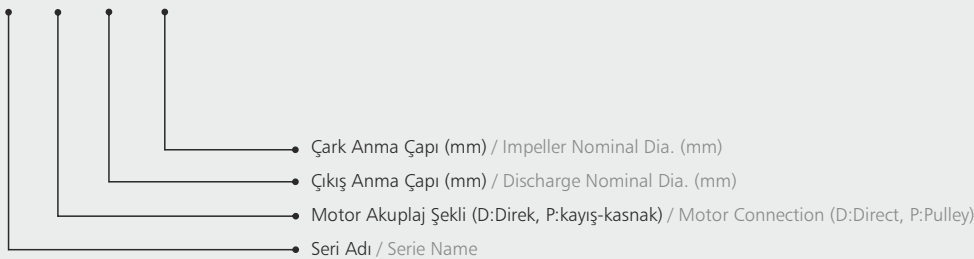 Çark Anma Çapı (mm) / Impeller Nominal Dia. (mm)
Çıkış Anma Çapı (mm) / Discharge Nominal Dia. (mm)
Motor Akuplaj Şekli (D:Direk, P:kayış-kasnak) / Motor Connection (D:Direct, P:Pulley)
Seri Adı / Serie Name